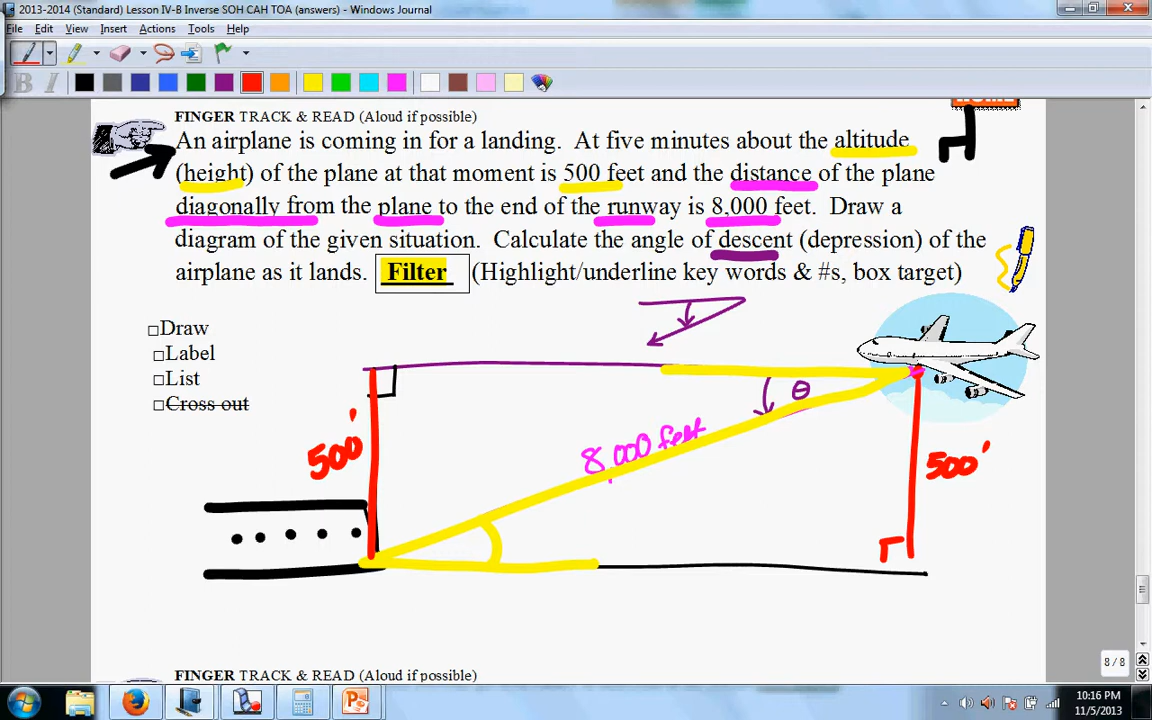 2013-2014 (Standard) Lesson IV-B Inverse SOH CAH TOA (answers) - Windows Journal
File Edit View Insert Actions Tools Help
B I
FINGER TRACK & READ (Aloud if possible)
An airplane is coming in for a landing. At five minutes about the altitude
(height) of the plane at that moment is 500 feet and the distance of the plane
diagonally from the plane to the end of the runway is 8,000 feet. Draw a
diagram of the given situation. Calculate the angle of descent (depression) of the
airplane as it lands. Filter (Highlight/underline key words & #s, box target)
Draw
Label
List
Cross out
θ
500'
8,000 feet
500'
FINGER TRACK & READ (Aloud if possible)
8 / 8
10:16 PM
11/5/2013